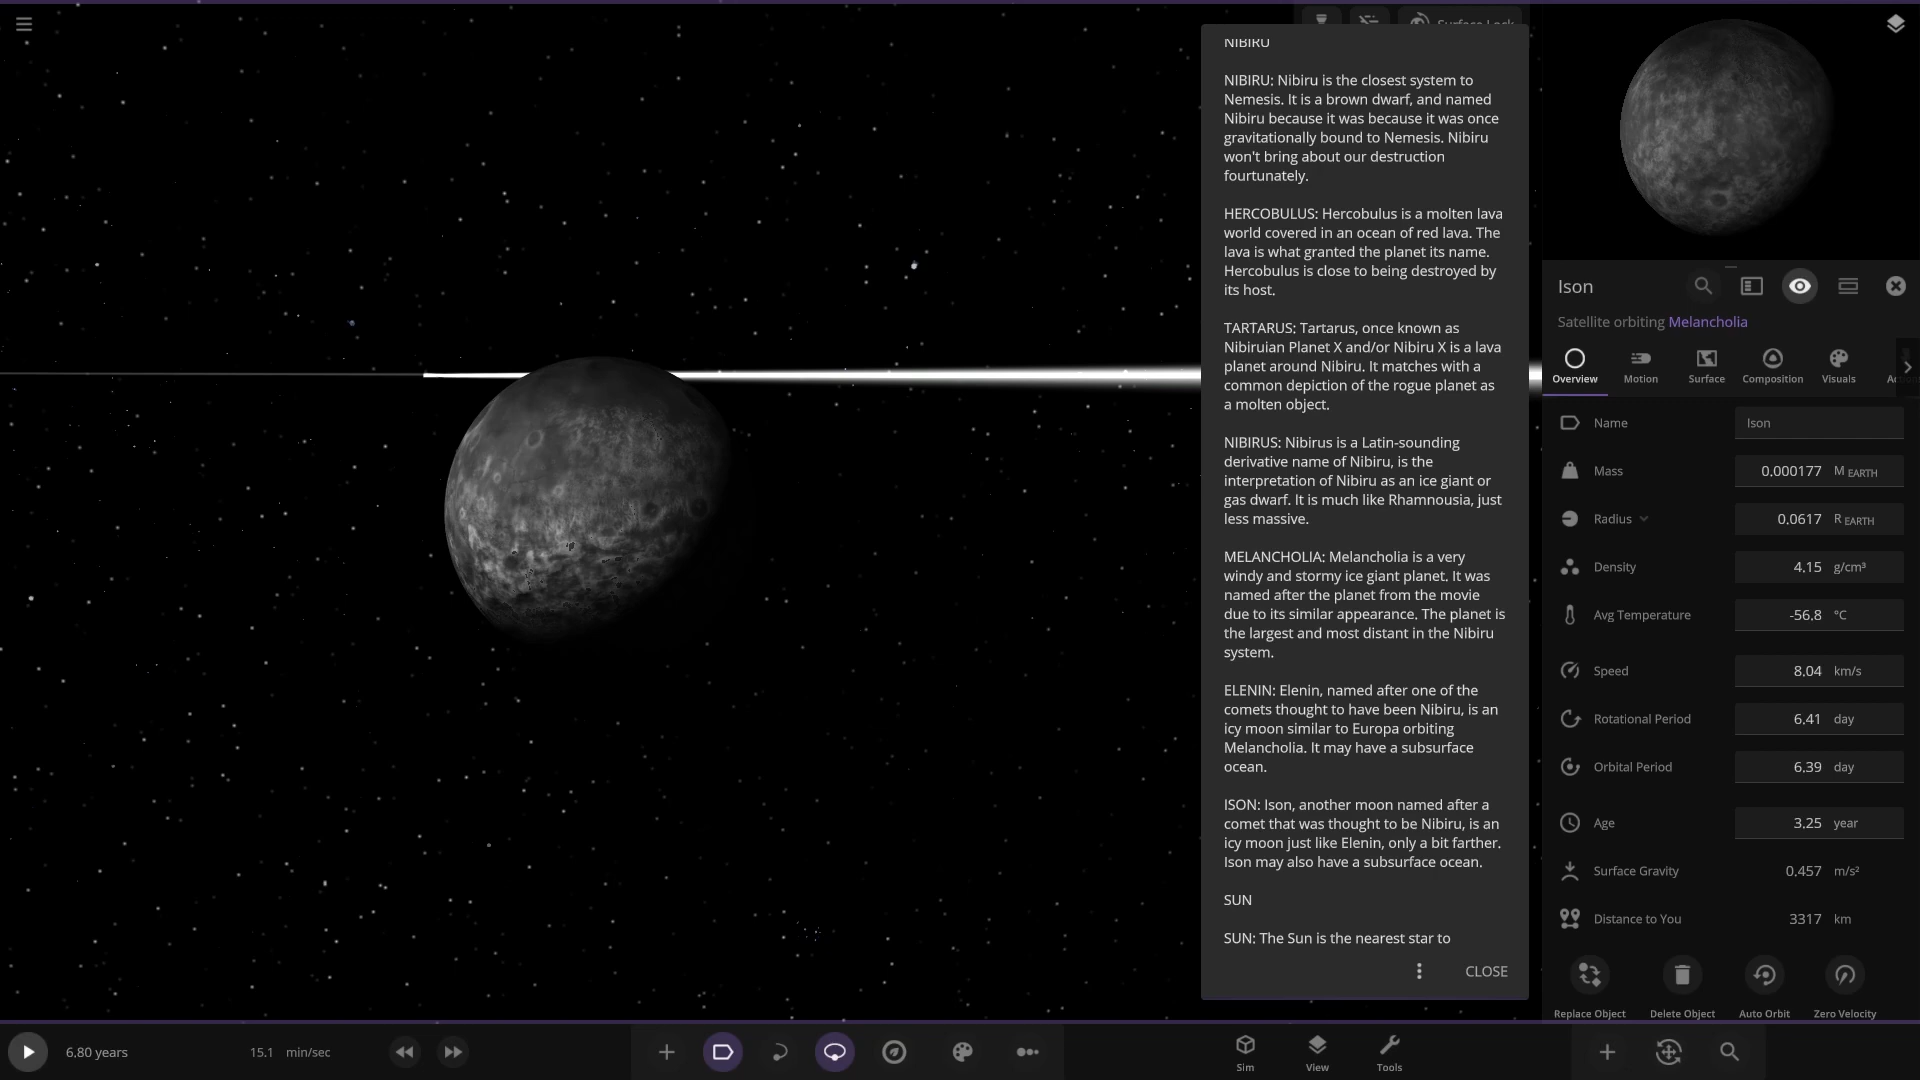 Surface Lock
NIBIRU
NIBIRU: Nibiru is the closest system to
Nemesis. It is a brown dwarf, and named
Nibiru because it was because it was once
gravitationally bound to Nemesis. Nibiru
won't bring about our destruction
fourtunately.
HERCOBULUS: Hercobulus is a molten lava
world covered in an ocean of red lava. The
lava is what granted the planet its name.
Hercobulus is close to being destroyed by
its host.
TARTARUS: Tartarus, once known as
Nibiruian Planet X and/or Nibiru X is a lava
planet around Nibiru. It matches with a
common depiction of the rogue planet as
a molten object.
NIBIRUS: Nibirus is a Latin-sounding
derivative name of Nibiru, is the
interpretation of Nibiru as an ice giant or
gas dwarf. It is much like Rhamnousia, just
less massive.
MELANCHOLIA: Melancholia is a very
windy and stormy ice giant planet. It was
named after the planet from the movie
due to its similar appearance. The planet is
the largest and most distant in the Nibiru
system.
ELENIN: Elenin, named after one of the
comets thought to have been Nibiru, is an
icy moon similar to Europa orbiting
Melancholia. It may have a subsurface
ocean.
ISON: Ison, another moon named after a
comet that was thought to be Nibiru, is an
icy moon just like Elenin, only a bit farther.
Ison may also have a subsurface ocean.
SUN
SUN: The Sun is the nearest star to
CLOSE
Ison
Satellite orbiting Melancholia
Overview Motion Surface Composition Visuals
Name Ison
Mass 0.000177 M EARTH
Radius 0.0617 R EARTH
Density 4.15 g/cm³
Avg Temperature -56.8 °C
Speed 8.04 km/s
Rotational Period 6.41 day
Orbital Period 6.39 day
Age 3.25 year
Surface Gravity 0.457 m/s²
Distance to You 3317 km
Replace Object Delete Object Auto Orbit Zero Velocity
6.80 years 15.1 min/sec
Sim View Tools